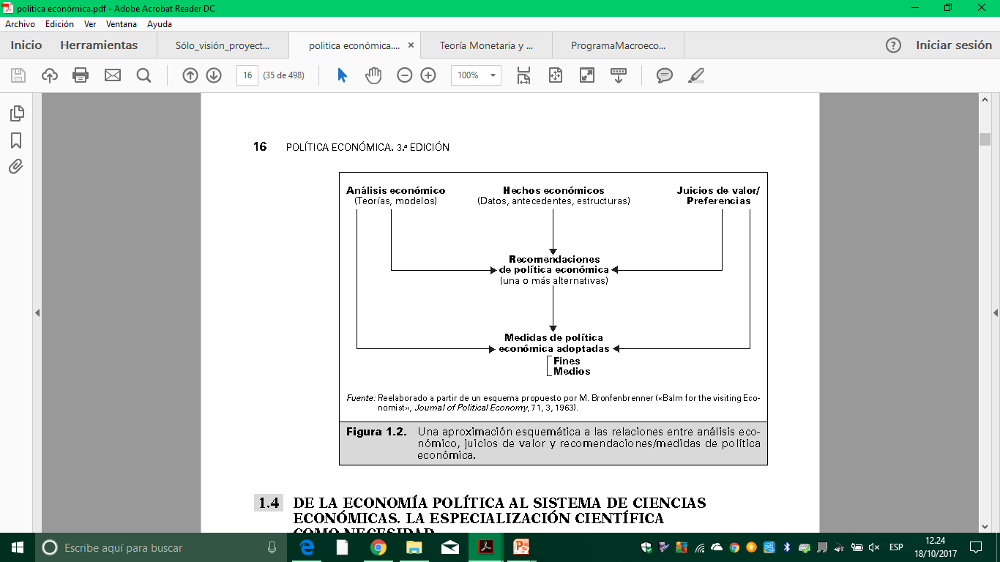 politica económica.pdf - Adobe Acrobat Reader DC
Archivo Edición Ver Ventana Ayuda
Inicio Herramientas Sólo_visión_proyect... politica económica.... Teoría Monetaria y ... ProgramaMacroeco... Iniciar sesión
16 (35 de 498) 100%
16 POLÍTICA ECONÓMICA. 3.ª EDICIÓN
Análisis económico Hechos económicos Juicios de valor/
(Teorías, modelos) (Datos, antecedentes, estructuras) Preferencias
Recomendaciones
de política económica
(una o más alternativas)
Medidas de política
económica adoptadas
Fines
Medios
Fuente: Reelaborado a partir de un esquema propuesto por M. Bronfenbrenner («Balm for the visiting Eco-
nomist», Journal of Political Economy, 71, 3, 1963).
Figura 1.2. Una aproximación esquemática a las relaciones entre análisis eco-
nómico, juicios de valor y recomendaciones/medidas de política
económica.
1.4 DE LA ECONOMÍA POLÍTICA AL SISTEMA DE CIENCIAS
ECONÓMICAS. LA ESPECIALIZACIÓN CIENTÍFICA
COMO NECESIDAD
Escribe aquí para buscar
ESP
12.24
18/10/2017